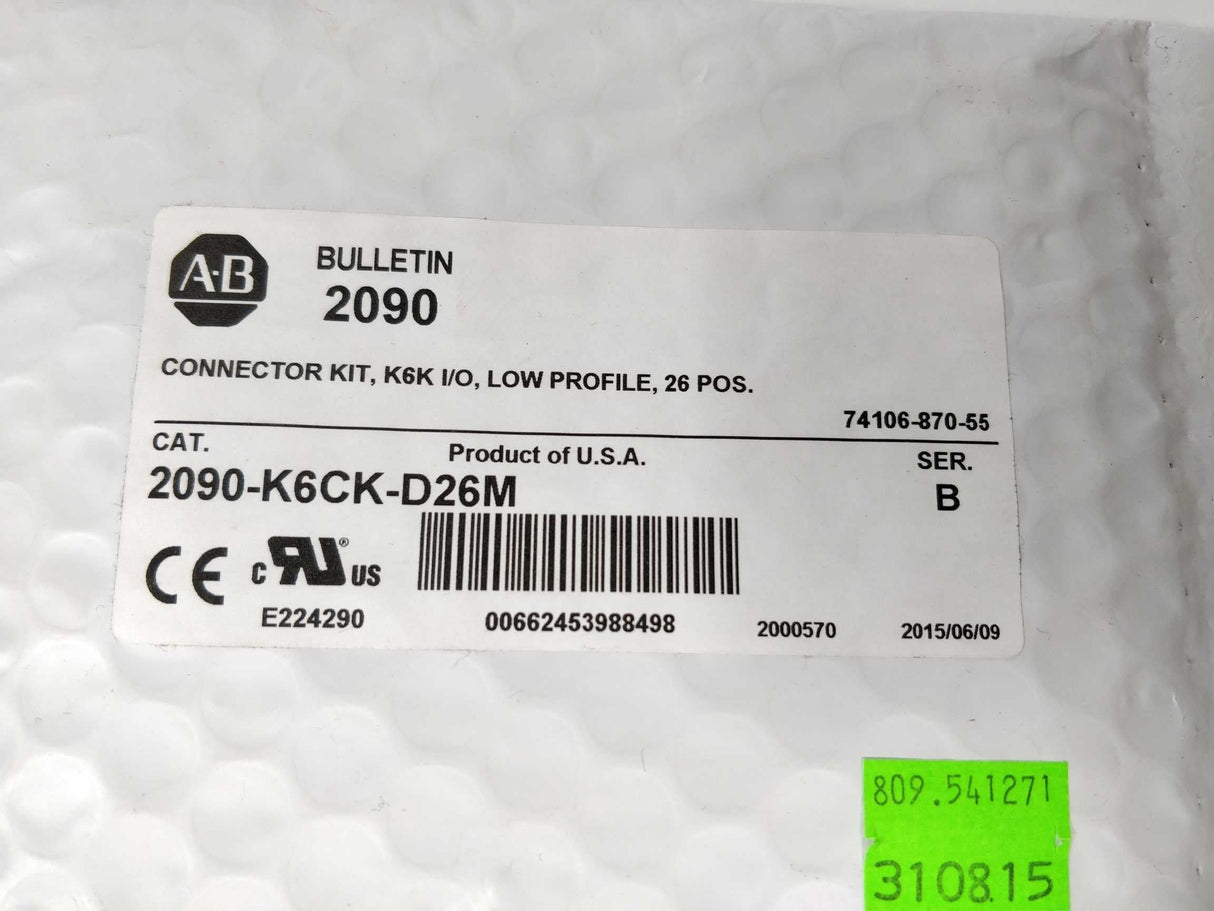 A·B
BULLETIN
2090
CONNECTOR KIT, K6K I/O, LOW PROFILE, 26 POS.
74106-870-55
CAT.
Product of U.S.A.
SER.
2090-K6CK-D26M
B
CE
c RU ® US
E224290
00662453988498
2000570
2015/06/09
809.541271
310815